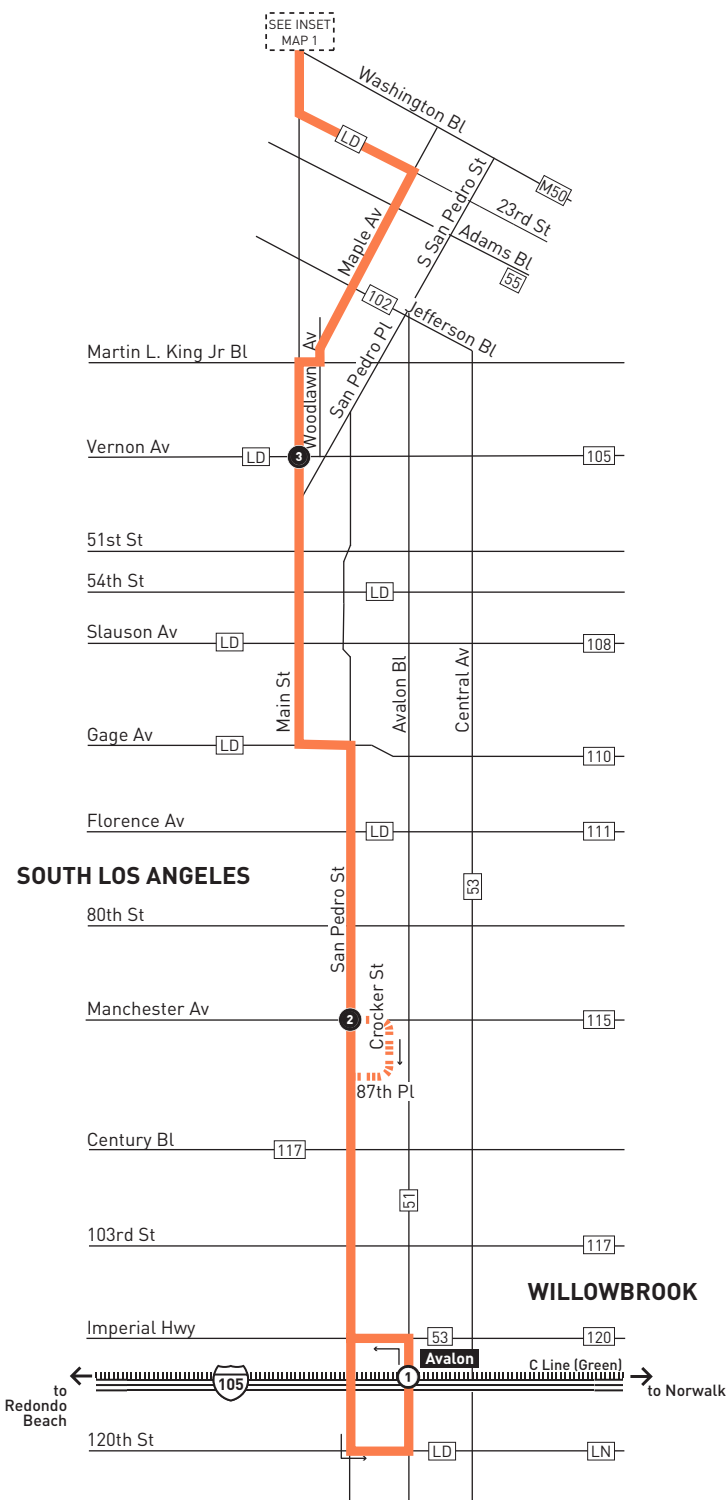 SEE INSET
MAP 1
Washington Bl
LD
M50
S San Pedro St
23rd St
Maple Av
Adams Bl
55
102
Jefferson Bl
San Pedro Pl
Martin L. King Jr Bl
Woodlawn Av
Vernon Av
LD
3
105
51st St
54th St
LD
Slauson Av
LD
108
Main St
Avalon Bl
Central Av
Gage Av
LD
110
Florence Av
LD
111
SOUTH LOS ANGELES
53
San Pedro St
80th St
Crocker St
Manchester Av
2
115
87th Pl
Century Bl
117
51
103rd St
117
WILLOWBROOK
Imperial Hwy
53
120
Avalon
C Line (Green)
105
1
to
Redondo
Beach
to Norwalk
120th St
LD
LN